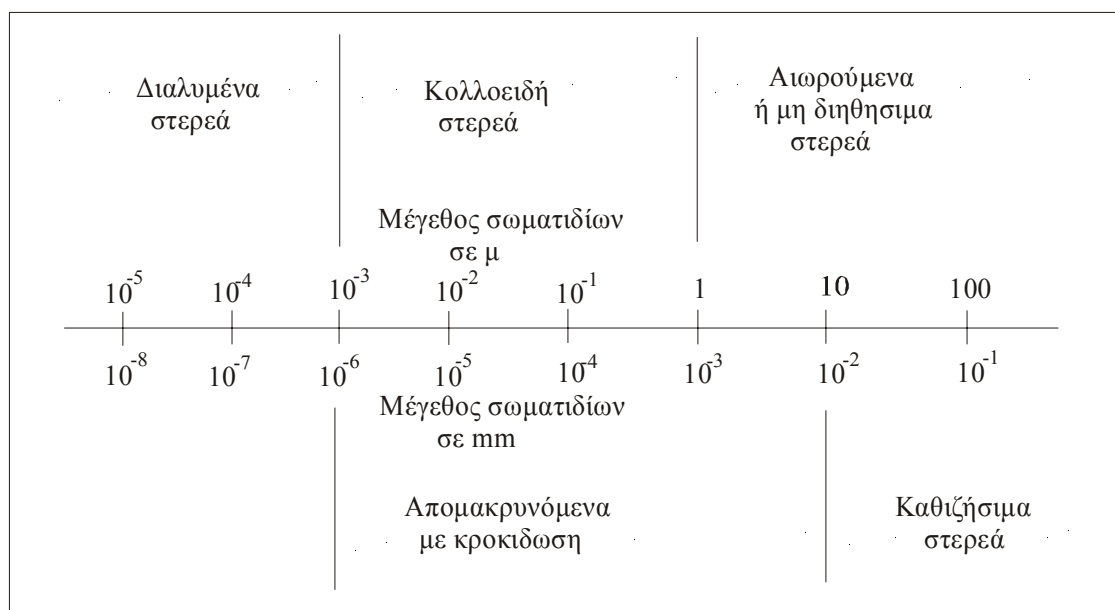 Διαλυμένα
στερεά
Κολλοειδή
στερεά
Αιωρούμενα
ή μη διηθησιμα
στερεά
Μέγεθος σωματιδίων
σε μ
10⁻⁵ 10⁻⁴ 10⁻³ 10⁻² 10⁻¹ 1 10 100
10⁻⁸ 10⁻⁷ 10⁻⁶ 10⁻⁵ 10⁻⁴ 10⁻³ 10⁻² 10⁻¹
Μέγεθος σωματιδίων
σε mm
Απομακρυνόμενα
με κροκιδωση
Καθιζήσιμα
στερεά